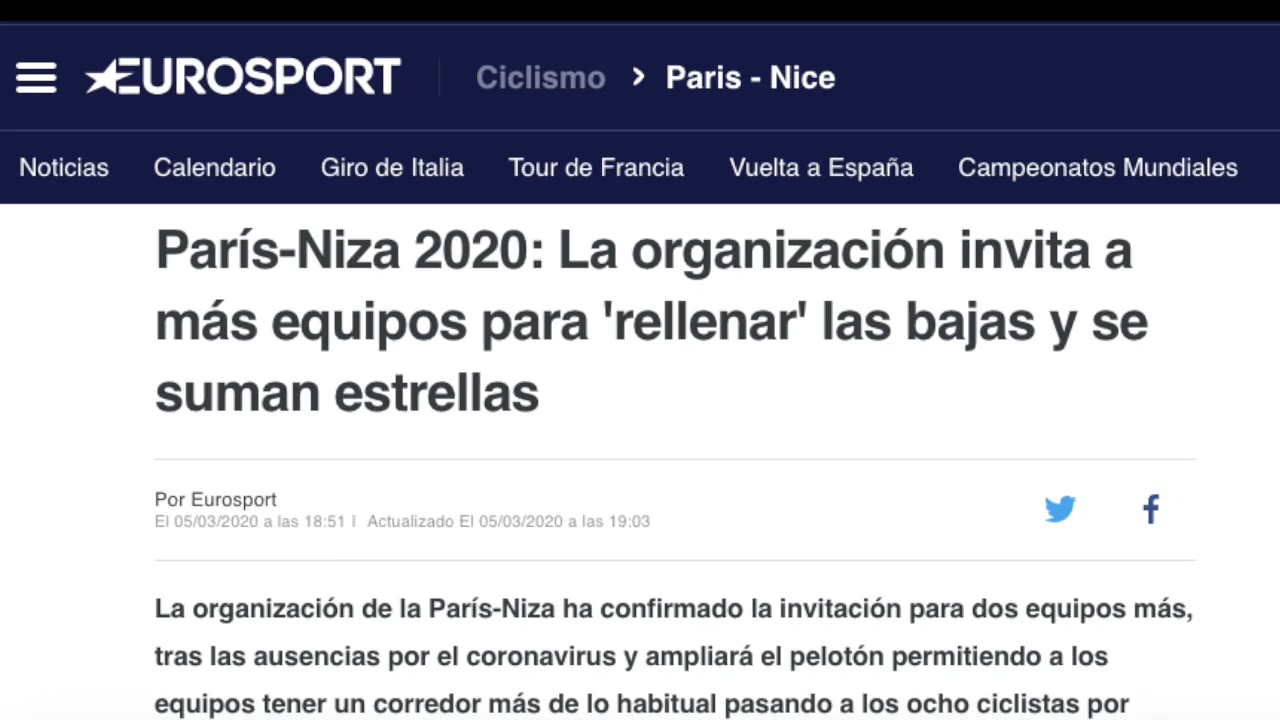 EUROSPORT Ciclismo > Paris - Nice
Noticias Calendario Giro de Italia Tour de Francia Vuelta a España Campeonatos Mundiales
París-Niza 2020: La organización invita a
más equipos para 'rellenar' las bajas y se
suman estrellas
Por Eurosport
El 05/03/2020 a las 18:51 | Actualizado El 05/03/2020 a las 19:03
La organización de la París-Niza ha confirmado la invitación para dos equipos más,
tras las ausencias por el coronavirus y ampliará el pelotón permitiendo a los
equipos tener un corredor más de lo habitual pasando a los ocho ciclistas por